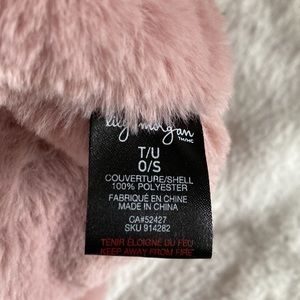 lily morgan
T/U
O/S
COUVERTURE/SHELL
100% POLYESTER
FABRIQUÉ EN CHINE
MADE IN CHINA
CA#52427
SKU 914282
TENIR ÉLOIGNÉ DU FEU
KEEP AWAY FROM FIRE